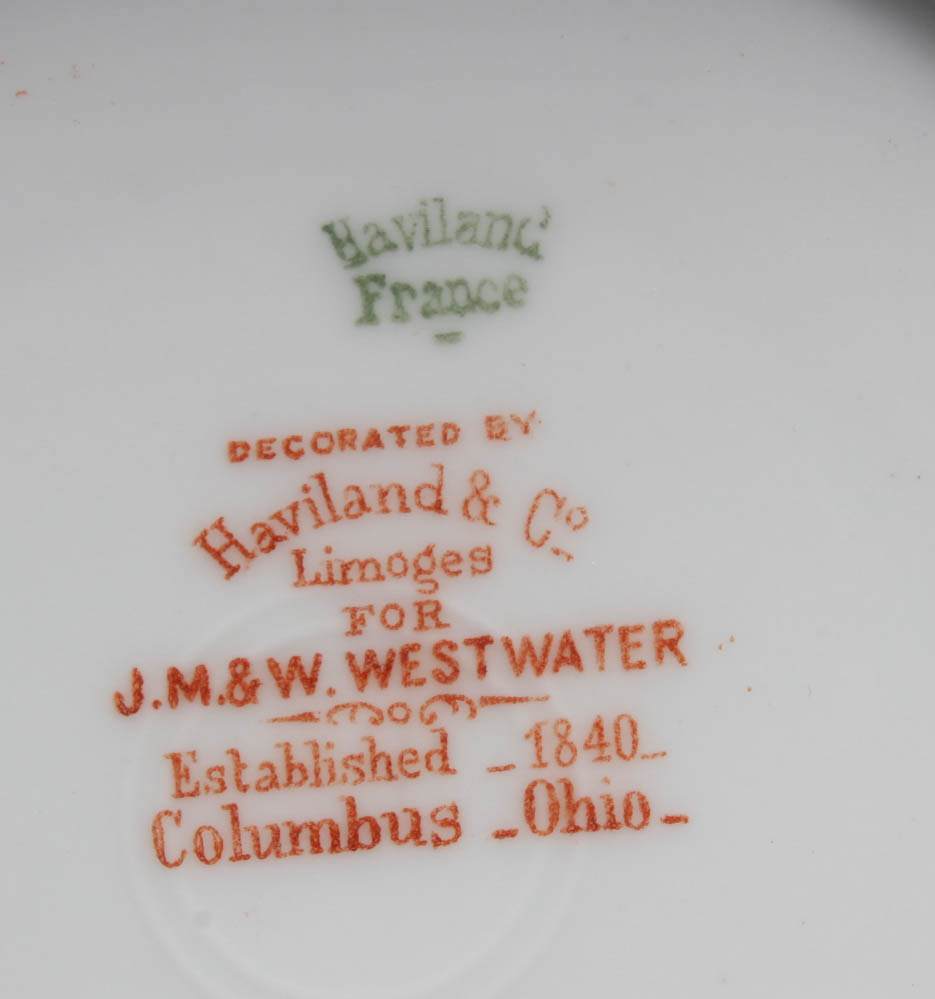 Haviland
France
DECORATED BY
Haviland & Co.
Limoges
FOR
J.M.& W. WESTWATER
Established - 1840 -
Columbus - Ohio -